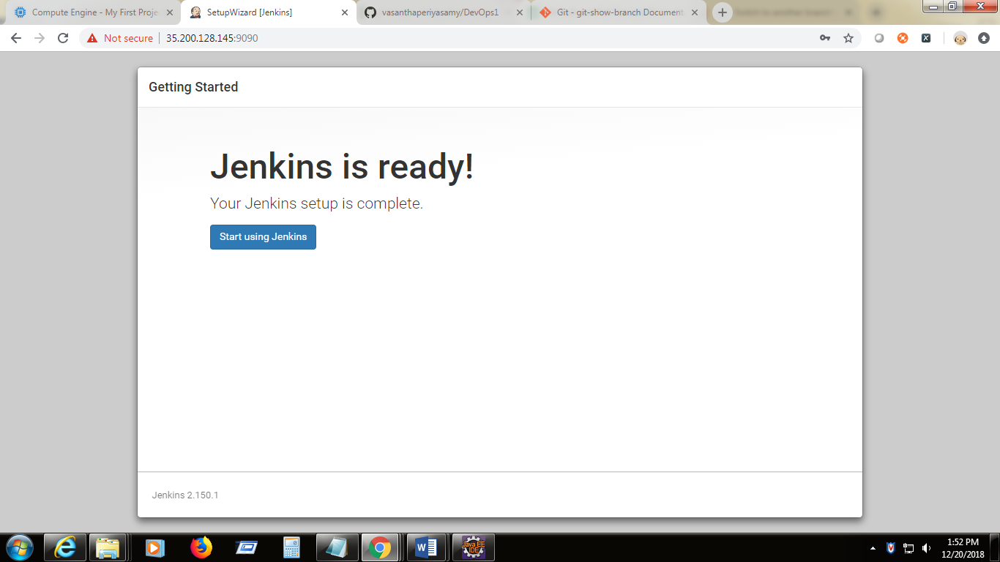 Compute Engine - My First Proje
SetupWizard [Jenkins]
vasanthaperiyasamy/DevOps1
Git - git-show-branch Document
Not secure
35.200.128.145:9090
Getting Started
Jenkins is ready!
Your Jenkins setup is complete.
Start using Jenkins
Jenkins 2.150.1
Java EE
IDE
1:52 PM
12/20/2018